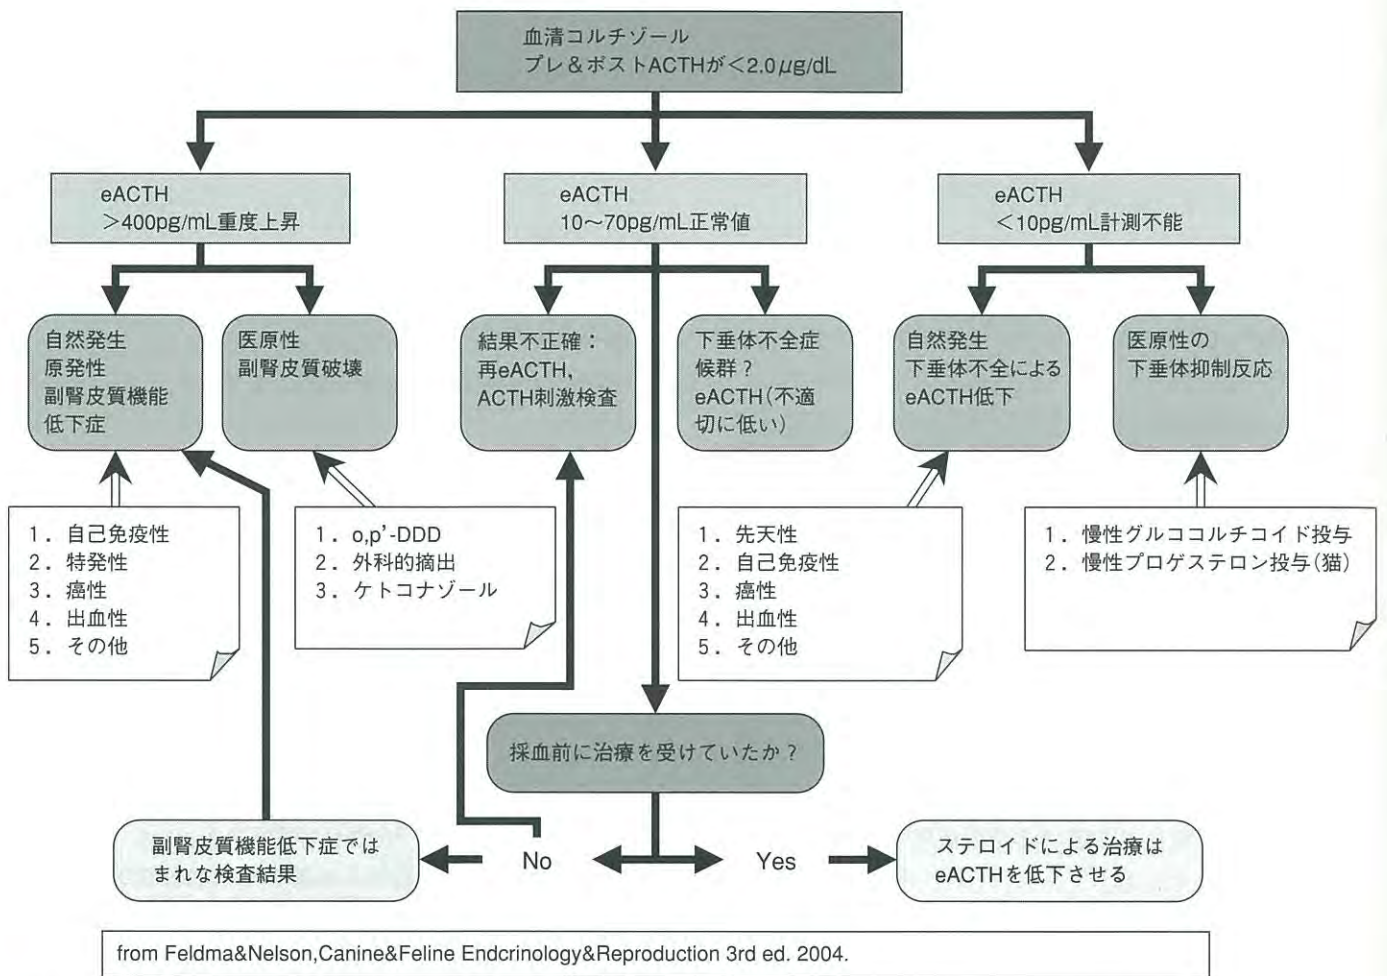 血清コルチゾール
プレ＆ポストACTHが＜2.0μg/dL
eACTH
＞400pg/mL重度上昇
eACTH
10〜70pg/mL正常値
eACTH
＜10pg/mL計測不能
自然発生
原発性
副腎皮質機能
低下症
医原性
副腎皮質破壊
結果不正確：
再eACTH,
ACTH刺激検査
下垂体不全症
候群？
eACTH(不適
切に低い)
自然発生
下垂体不全による
eACTH低下
医原性の
下垂体抑制反応
1．自己免疫性
2．特発性
3．癌性
4．出血性
5．その他
1．o,p'-DDD
2．外科的摘出
3．ケトコナゾール
1．先天性
2．自己免疫性
3．癌性
4．出血性
5．その他
1．慢性グルココルチコイド投与
2．慢性プロゲステロン投与(猫)
採血前に治療を受けていたか？
副腎皮質機能低下症では
まれな検査結果
No
Yes
ステロイドによる治療は
eACTHを低下させる
from Feldma&Nelson,Canine&Feline Endcrinology&Reproduction 3rd ed. 2004.